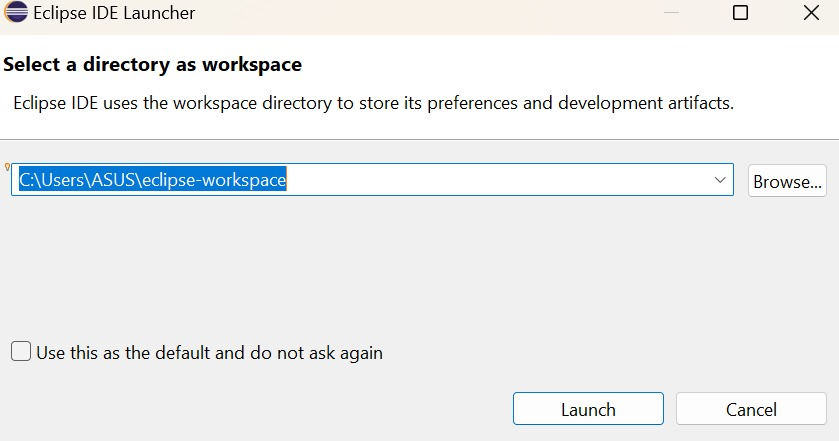 Eclipse IDE Launcher
Select a directory as workspace
Eclipse IDE uses the workspace directory to store its preferences and development artifacts.
C:\Users\ASUS\eclipse-workspace
Browse...
Use this as the default and do not ask again
Launch
Cancel